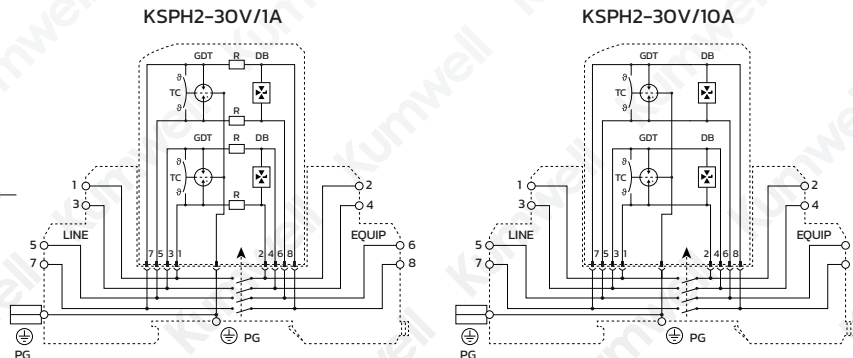 KSPH2-30V/1A
GDT R DB
ϑ
TC
ϑ
R
GDT R DB
ϑ
TC
ϑ
R
1 2
3 4
LINE EQUIP
5 7 5 3 1 2 4 6 8 6
7 8
PG
PG
KSPH2-30V/10A
GDT DB
ϑ
TC
ϑ
GDT DB
ϑ
TC
ϑ
1 2
3 4
LINE EQUIP
5 7 5 3 1 2 4 6 8
7
PG
PG
Kumwell